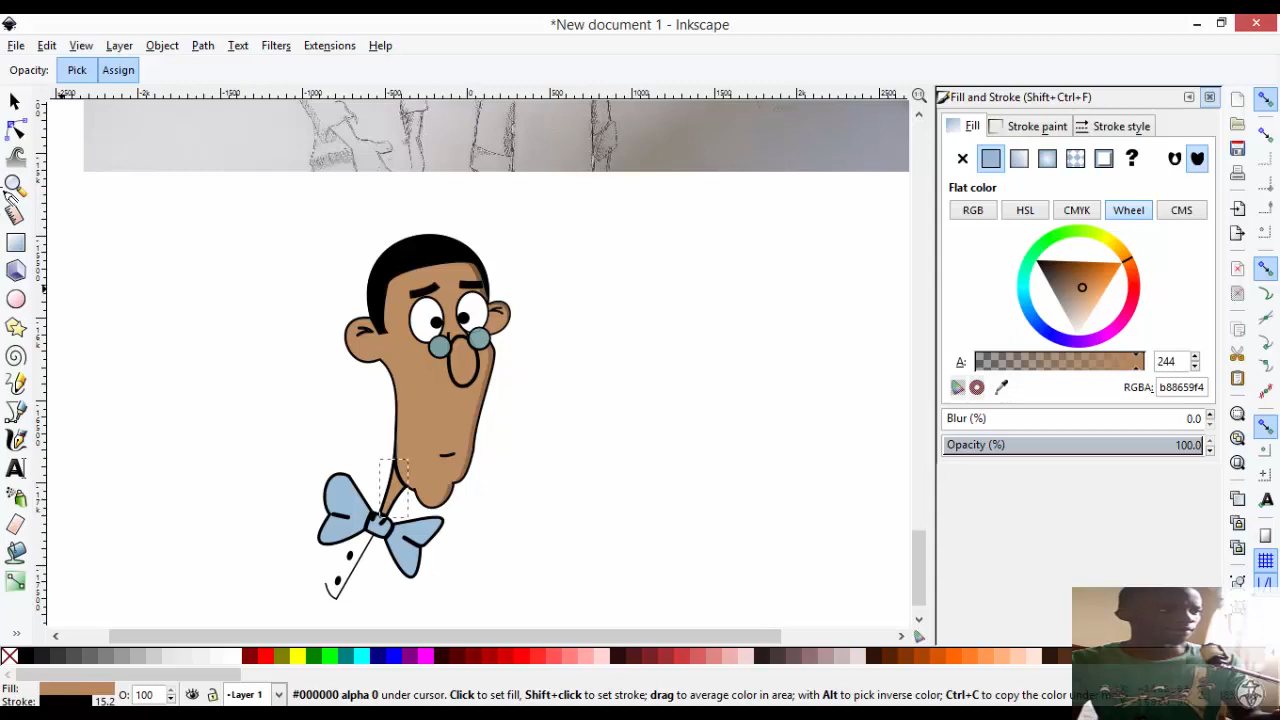 *New document 1 - Inkscape
File Edit View Layer Object Path Text Filters Extensions Help
Opacity: Pick Assign
Fill and Stroke (Shift+Ctrl+F)
Fill Stroke paint Stroke style
Flat color
RGB HSL CMYK Wheel CMS
A: 244
RGBA: b88659f4
Blur (%) 0.0
Opacity (%) 100.0
Fill:
Stroke: 15.2
O: 100
Layer 1
#000000 alpha 0 under cursor. Click to set fill, Shift+click to set stroke; drag to average color in area; with Alt to pick inverse color; Ctrl+C to copy the color under